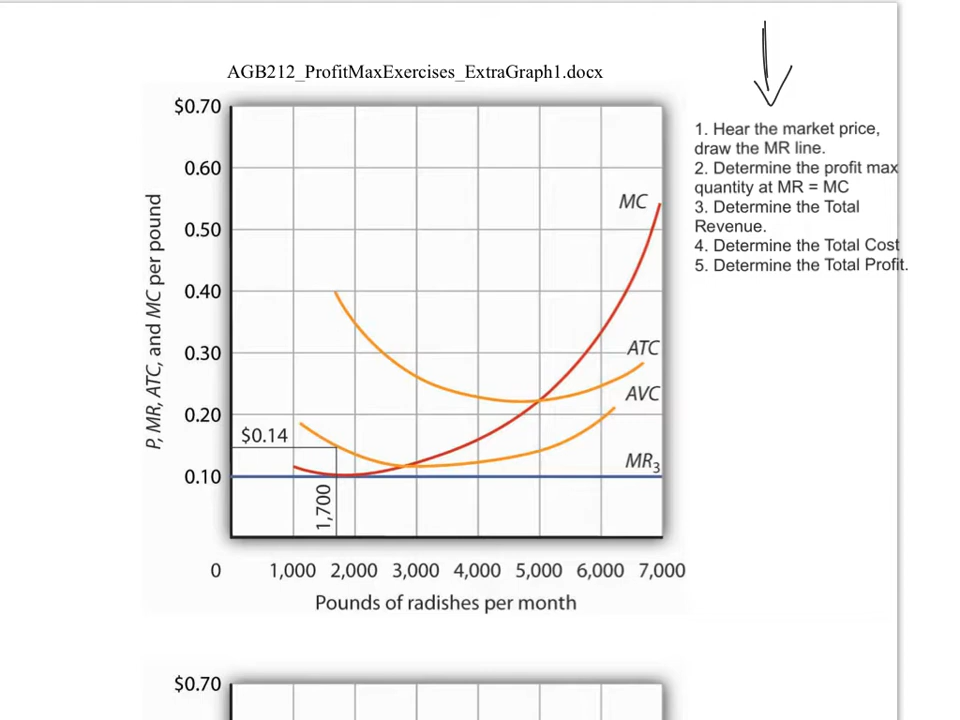 AGB212_ProfitMaxExercises_ExtraGraph1.docx
1. Hear the market price,
draw the MR line.
2. Determine the profit max
quantity at MR = MC
3. Determine the Total
Revenue.
4. Determine the Total Cost
5. Determine the Total Profit.
P, MR, ATC, and MC per pound
$0.70
0.60
0.50
0.40
0.30
0.20
0.10
MC
ATC
AVC
MR3
$0.14
1,700
0 1,000 2,000 3,000 4,000 5,000 6,000 7,000
Pounds of radishes per month
$0.70